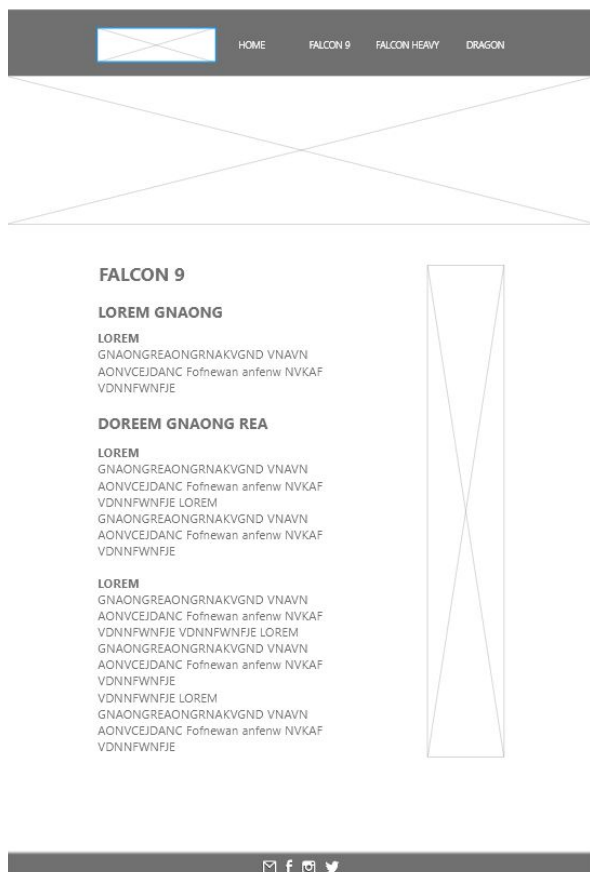 HOME FALCON 9 FALCON HEAVY DRAGON
FALCON 9
LOREM GNAONG
LOREM
GNAONGREAONGRNAKVGND VNAVN
AONVCEJDANC Fofnewan anfenw NVKAF
VDNNFWNFJE
DOREEM GNAONG REA
LOREM
GNAONGREAONGRNAKVGND VNAVN
AONVCEJDANC Fofnewan anfenw NVKAF
VDNNFWNFJE LOREM
GNAONGREAONGRNAKVGND VNAVN
AONVCEJDANC Fofnewan anfenw NVKAF
VDNNFWNFJE
LOREM
GNAONGREAONGRNAKVGND VNAVN
AONVCEJDANC Fofnewan anfenw NVKAF
VDNNFWNFJE VDNNFWNFJE LOREM
GNAONGREAONGRNAKVGND VNAVN
AONVCEJDANC Fofnewan anfenw NVKAF
VDNNFWNFJE
VDNNFWNFJE LOREM
GNAONGREAONGRNAKVGND VNAVN
AONVCEJDANC Fofnewan anfenw NVKAF
VDNNFWNFJE